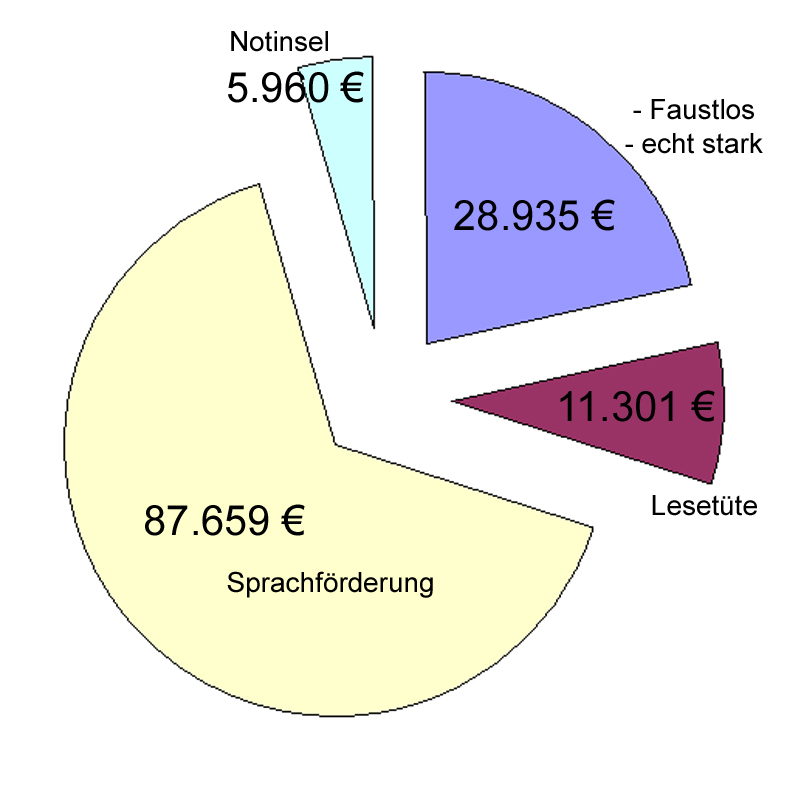 Notinsel
5.960 €
- Faustlos
- echt stark
28.935 €
11.301 €
Lesetüte
87.659 €
Sprachförderung